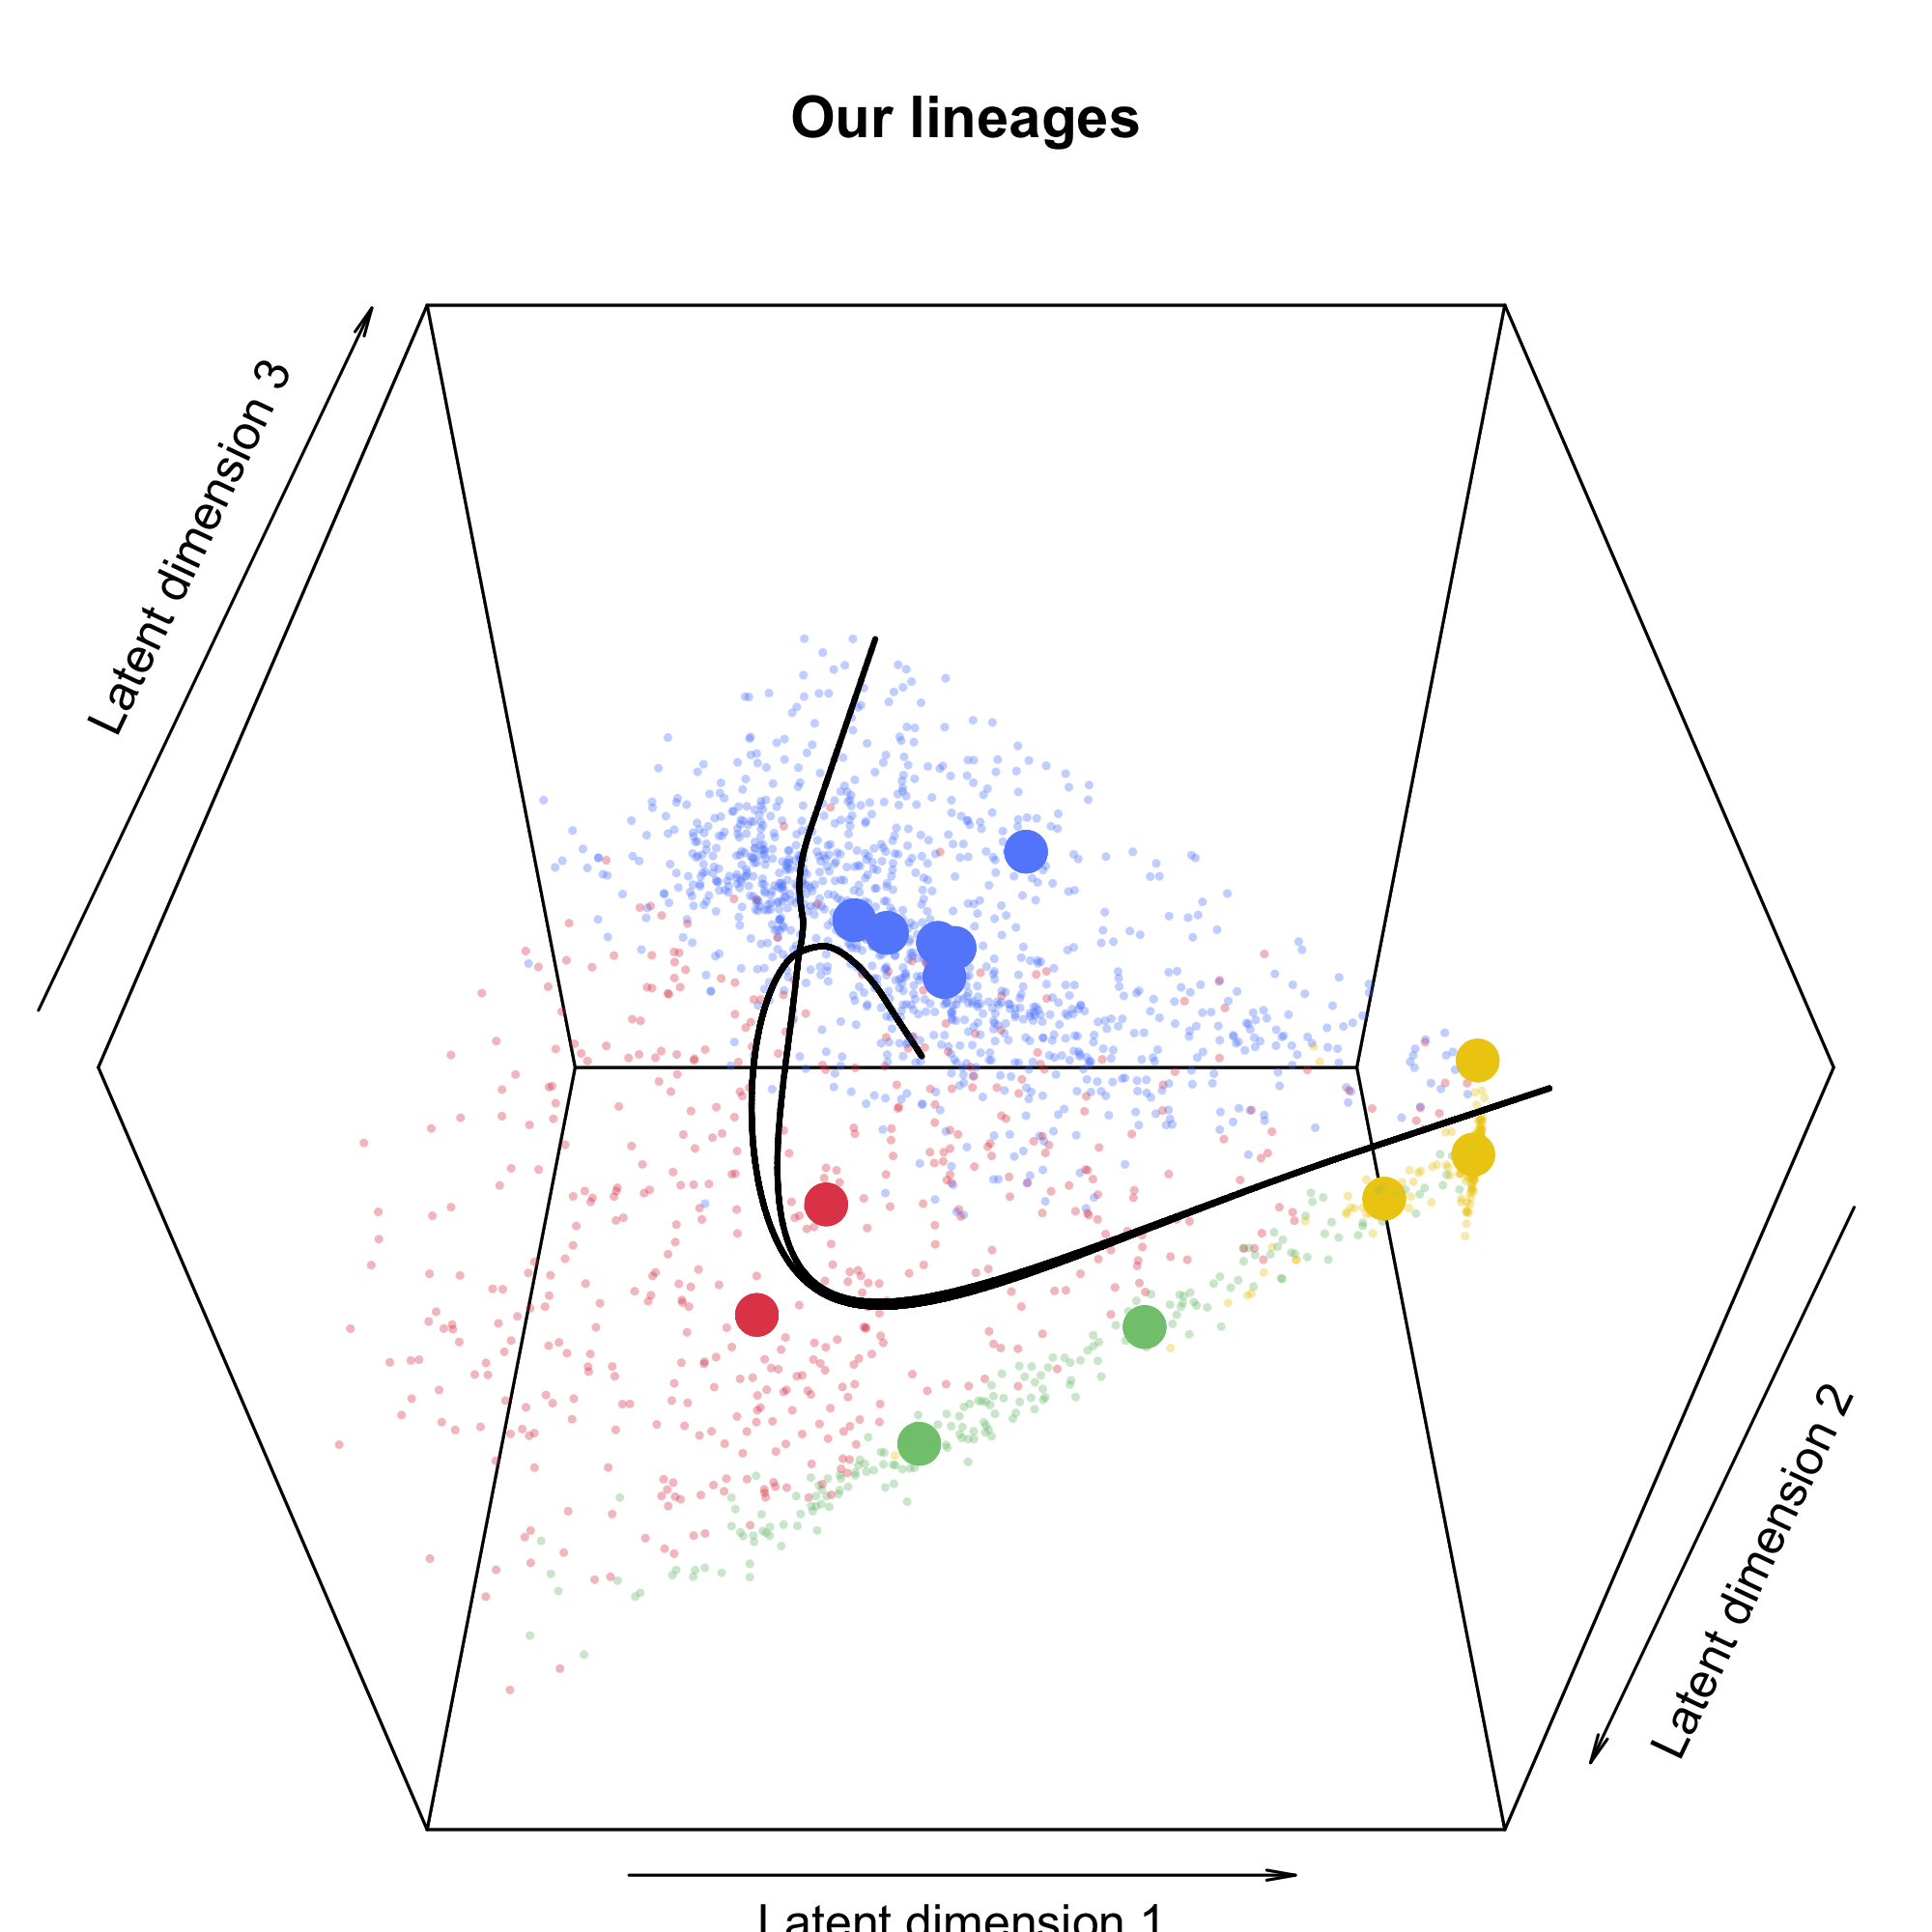 Our lineages
Latent dimension 3
Latent dimension 2
Latent dimension 1